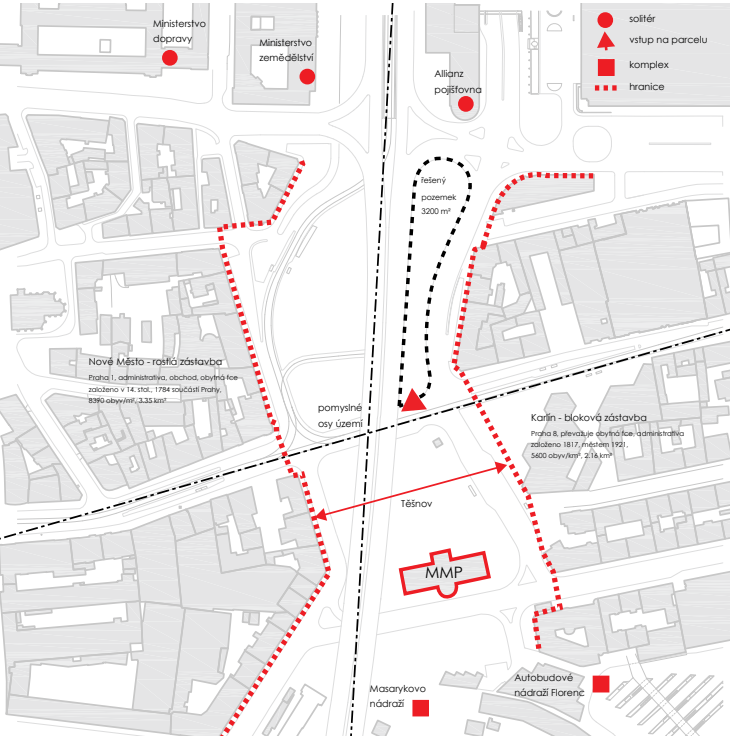 Ministerstvo
dopravy
Ministerstvo
zemědělství
Allianz
pojišťovna
solitér
vstup na parcelu
komplex
hranice
řešený
pozemek
3200 m²
Nové Město - rostlá zástavba
Praha 1, administrativa, obchod, obytná fce
založeno v 14. stol., 1784 součástí Prahy,
8390 obyv/m², 3.35 km²
pomyslné
osy území
Karlín - bloková zástavba
Praha 8, převažuje obytná fce, administrativa
založeno 1817, městem 1921,
5600 obyv/km², 2.16 km²
Těšnov
MMP
Masarykovo
nádraží
Autobudové
nádraží Florenc